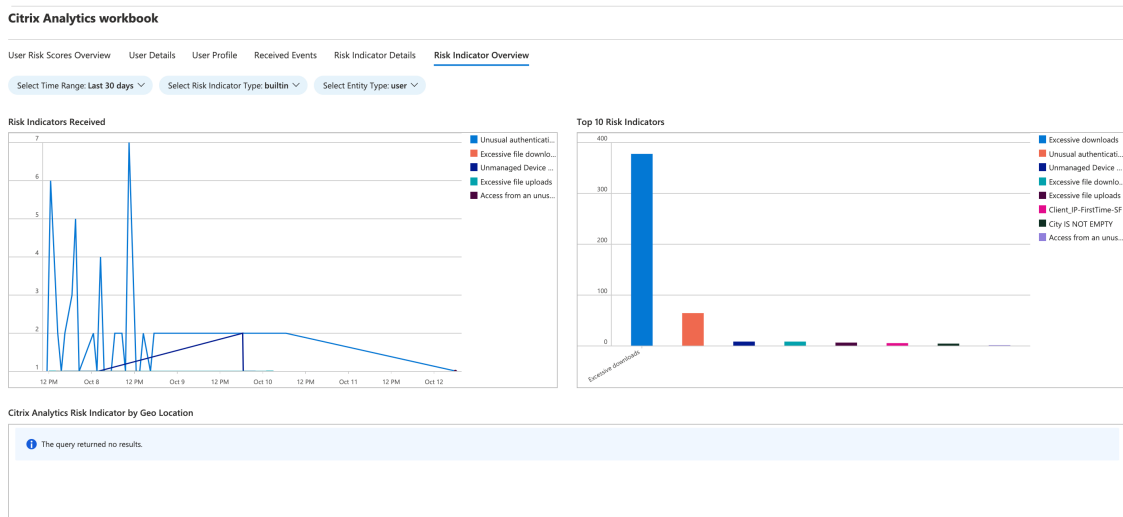 Citrix Analytics workbook
User Risk Scores Overview User Details User Profile Received Events Risk Indicator Details Risk Indicator Overview
Select Time Range: Last 30 days Select Risk Indicator Type: builtin Select Entity Type: user
Risk Indicators Received
7
6
5
4
3
2
1
12 PM Oct 8 12 PM Oct 9 12 PM Oct 10 12 PM Oct 11 12 PM Oct 12
Unusual authenticati...
Excessive file downlo...
Unmanaged Device ...
Excessive file uploads
Access from an unus...
Top 10 Risk Indicators
400
300
200
100
0
Excessive downloads
Excessive downloads
Unusual authenticati...
Unmanaged Device ...
Excessive file downlo...
Excessive file uploads
Client_IP-FirstTime-SF
City IS NOT EMPTY
Access from an unus...
Citrix Analytics Risk Indicator by Geo Location
The query returned no results.